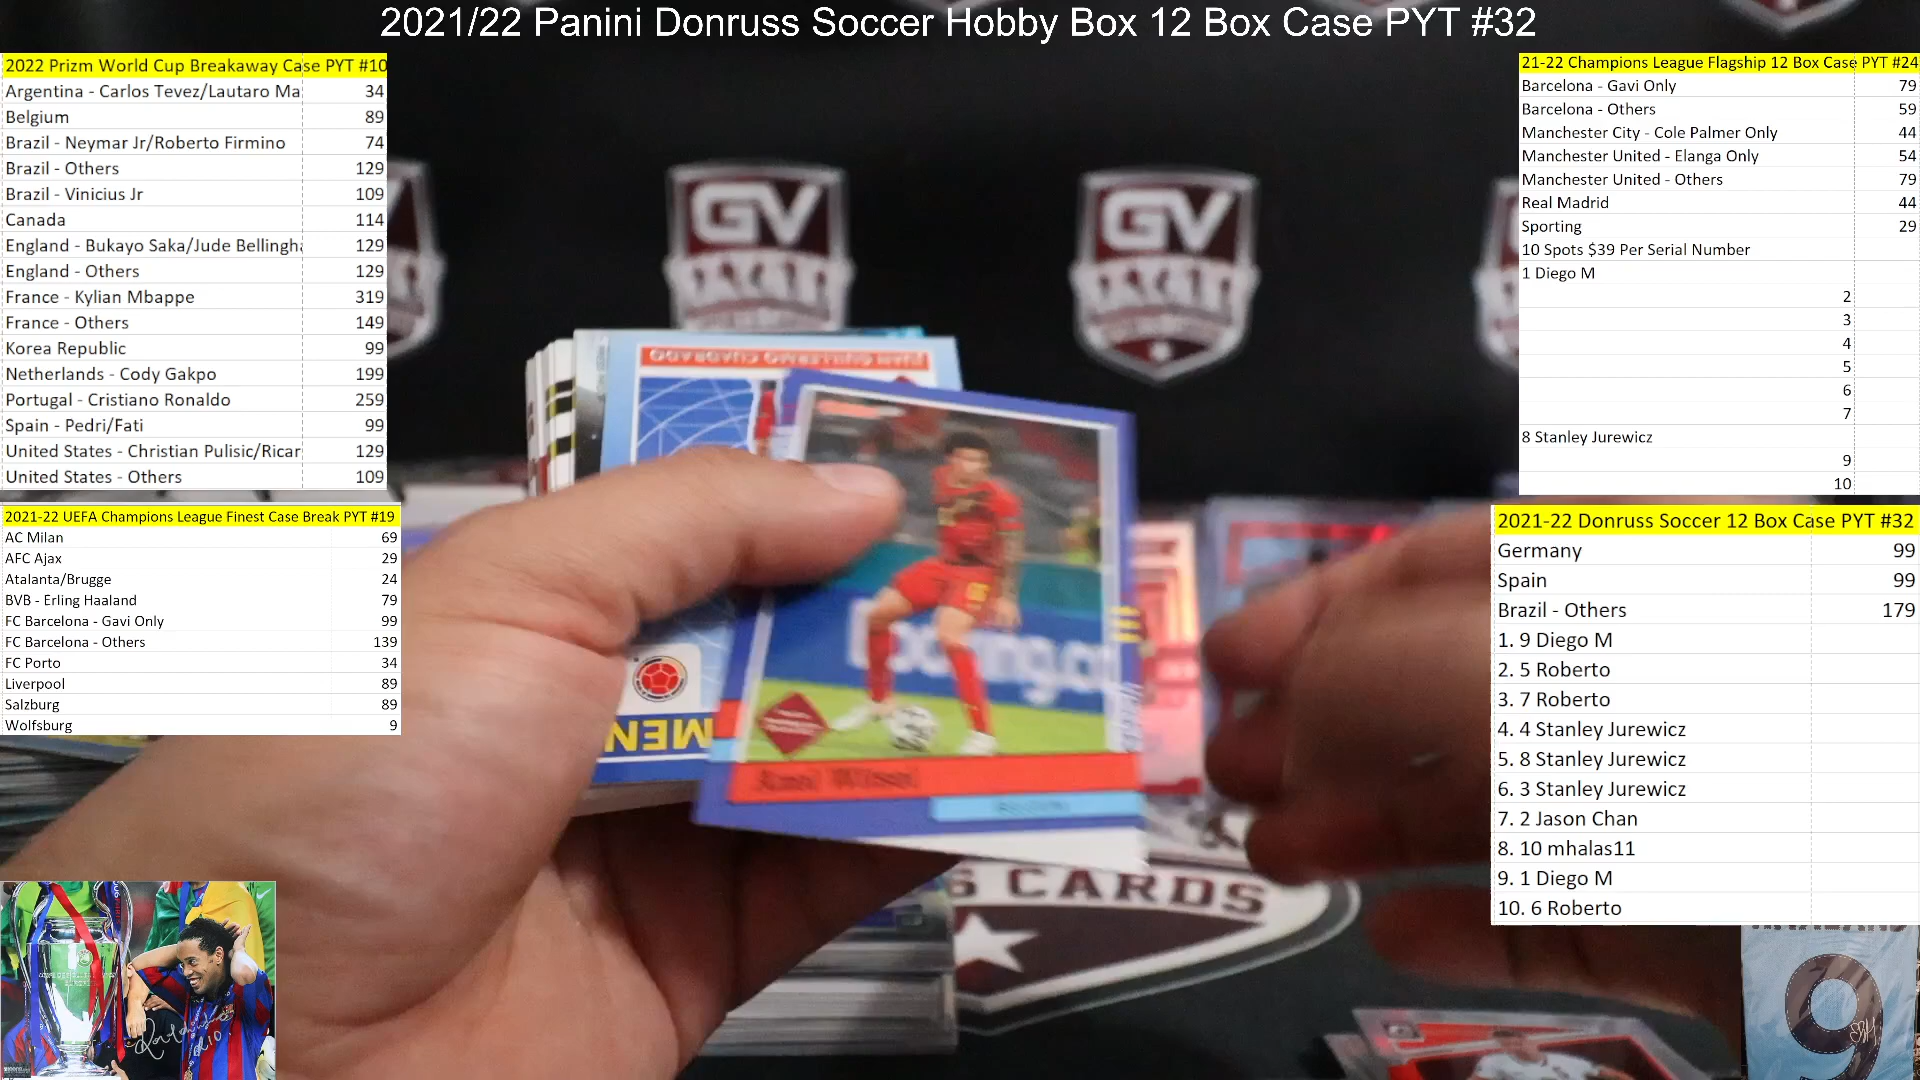 2021/22 Panini Donruss Soccer Hobby Box 12 Box Case PYT #32
2022 Prizm World Cup Breakaway Case PYT #10
Argentina - Carlos Tevez/Lautaro Ma 34
Belgium 89
Brazil - Neymar Jr/Roberto Firmino 74
Brazil - Others 129
Brazil - Vinicius Jr 109
Canada 114
England - Bukayo Saka/Jude Bellingh 129
England - Others 129
France - Kylian Mbappe 319
France - Others 149
Korea Republic 99
Netherlands - Cody Gakpo 199
Portugal - Cristiano Ronaldo 259
Spain - Pedri/Fati 99
United States - Christian Pulisic/Ricar 129
United States - Others 109
2021-22 UEFA Champions League Finest Case Break PYT #19
AC Milan 69
AFC Ajax 29
Atalanta/Brugge 24
BVB - Erling Haaland 79
FC Barcelona - Gavi Only 99
FC Barcelona - Others 139
FC Porto 34
Liverpool 89
Salzburg 89
Wolfsburg 9
21-22 Champions League Flagship 12 Box Case PYT #24
Barcelona - Gavi Only 79
Barcelona - Others 59
Manchester City - Cole Palmer Only 44
Manchester United - Elanga Only 54
Manchester United - Others 79
Real Madrid 44
Sporting 29
10 Spots $39 Per Serial Number
1 Diego M
2
3
4
5
6
7
8 Stanley Jurewicz
9
10
2021-22 Donruss Soccer 12 Box Case PYT #32
Germany 99
Spain 99
Brazil - Others 179
1. 9 Diego M
2. 5 Roberto
3. 7 Roberto
4. 4 Stanley Jurewicz
5. 8 Stanley Jurewicz
6. 3 Stanley Jurewicz
7. 2 Jason Chan
8. 10 mhalas11
9. 1 Diego M
10. 6 Roberto
GV
GV
Axel Witsel
CARDS
9